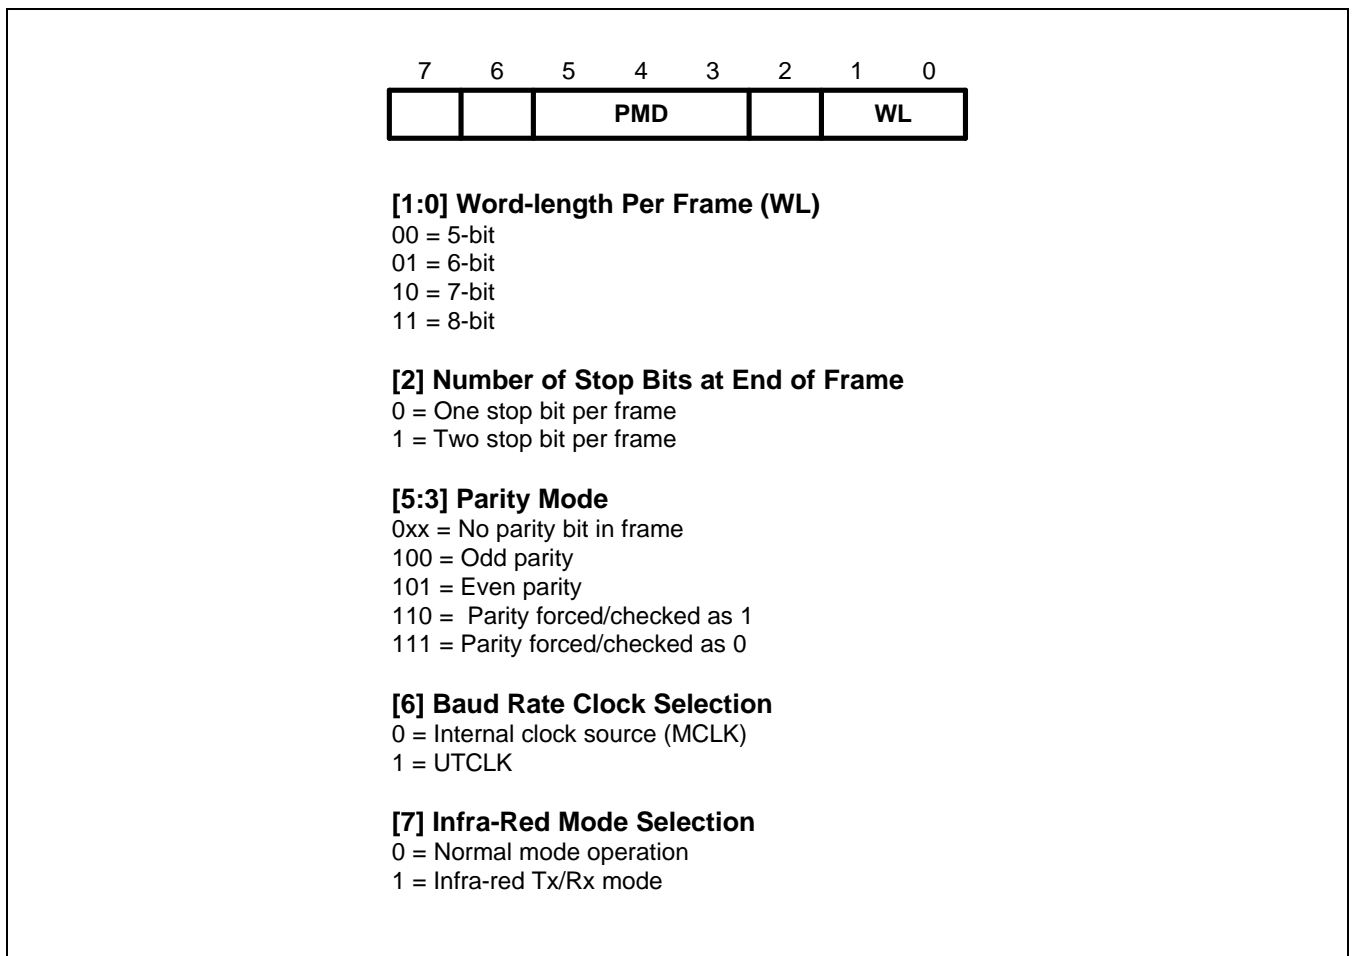 7 6 5 4 3 2 1 0
PMD WL
[1:0] Word-length Per Frame (WL)
00 = 5-bit
01 = 6-bit
10 = 7-bit
11 = 8-bit
[2] Number of Stop Bits at End of Frame
0 = One stop bit per frame
1 = Two stop bit per frame
[5:3] Parity Mode
0xx = No parity bit in frame
100 = Odd parity
101 = Even parity
110 =  Parity forced/checked as 1
111 = Parity forced/checked as 0
[6] Baud Rate Clock Selection
0 = Internal clock source (MCLK)
1 = UTCLK
[7] Infra-Red Mode Selection
0 = Normal mode operation
1 = Infra-red Tx/Rx mode